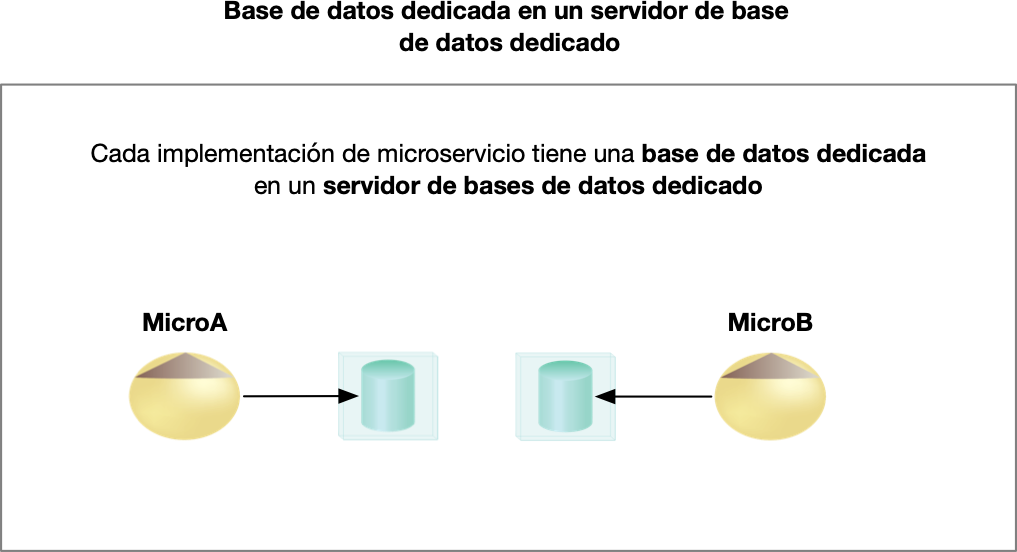 Base de datos dedicada en un servidor de base
de datos dedicado
Cada implementación de microservicio tiene una base de datos dedicada
en un servidor de bases de datos dedicado
MicroA
MicroB